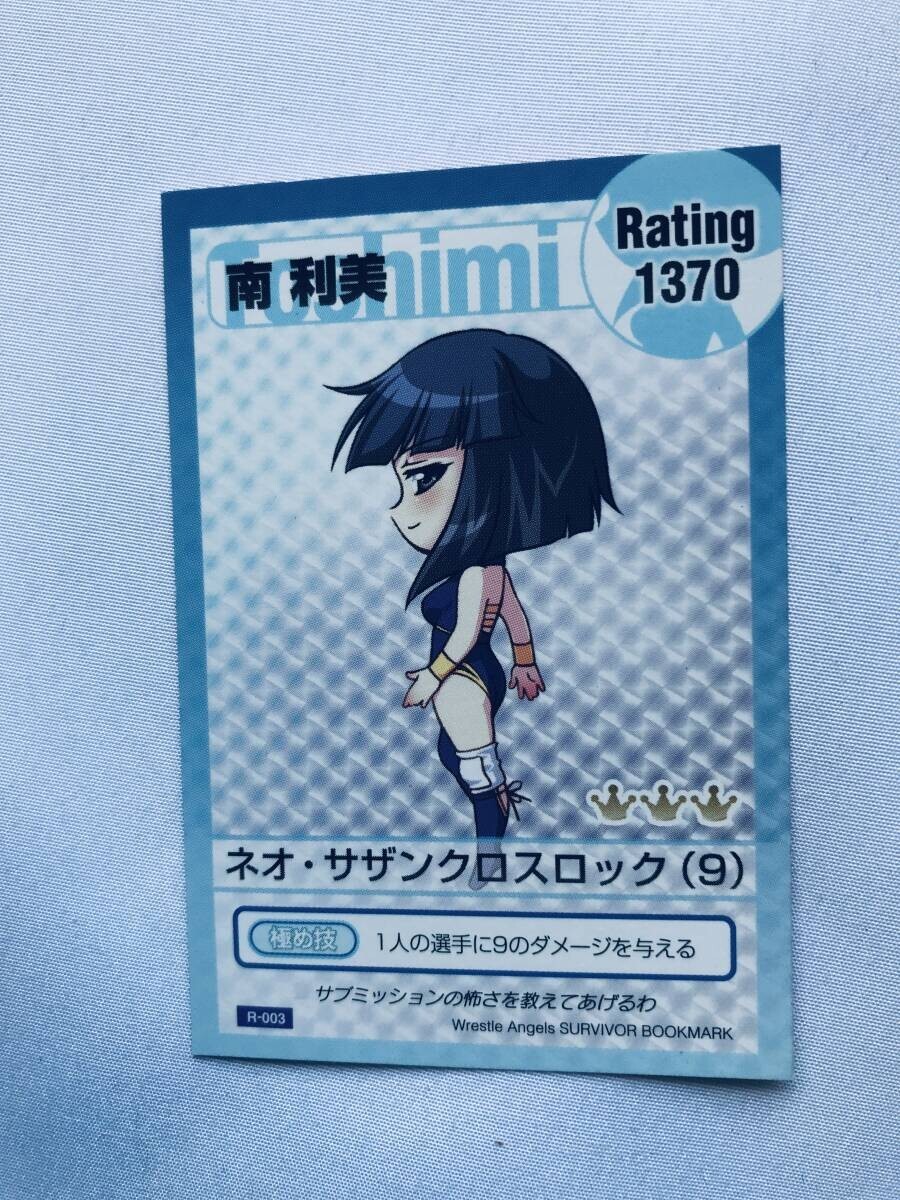 Toshimi
南 利美
Rating
1370
ネオ・サザンクロスロック(9)
極め技 1人の選手に9のダメージを与える
サブミッションの怖さを教えてあげるわ
R-003
Wrestle Angels SURVIVOR BOOKMARK